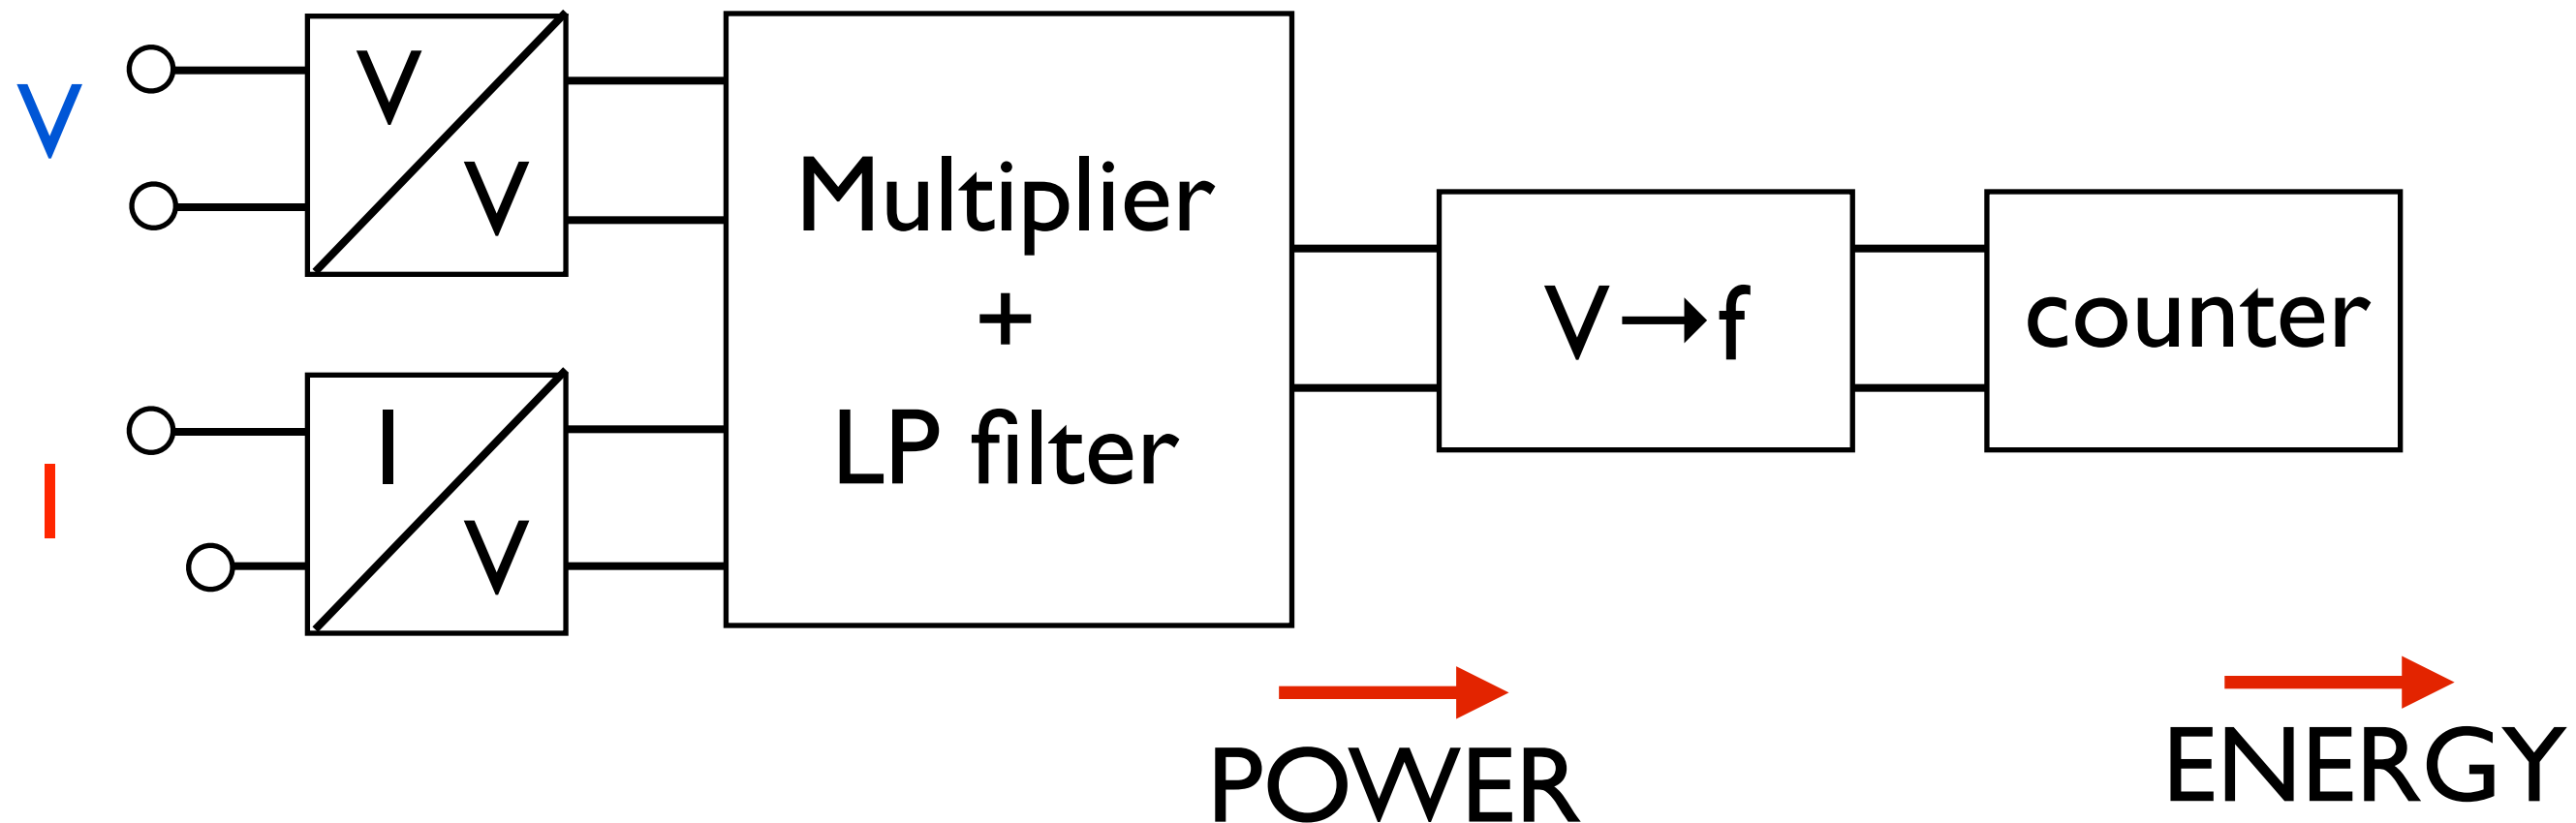 V
V
V
I
I
V
Multiplier
+
LP filter
V→f
counter
POWER
ENERGY